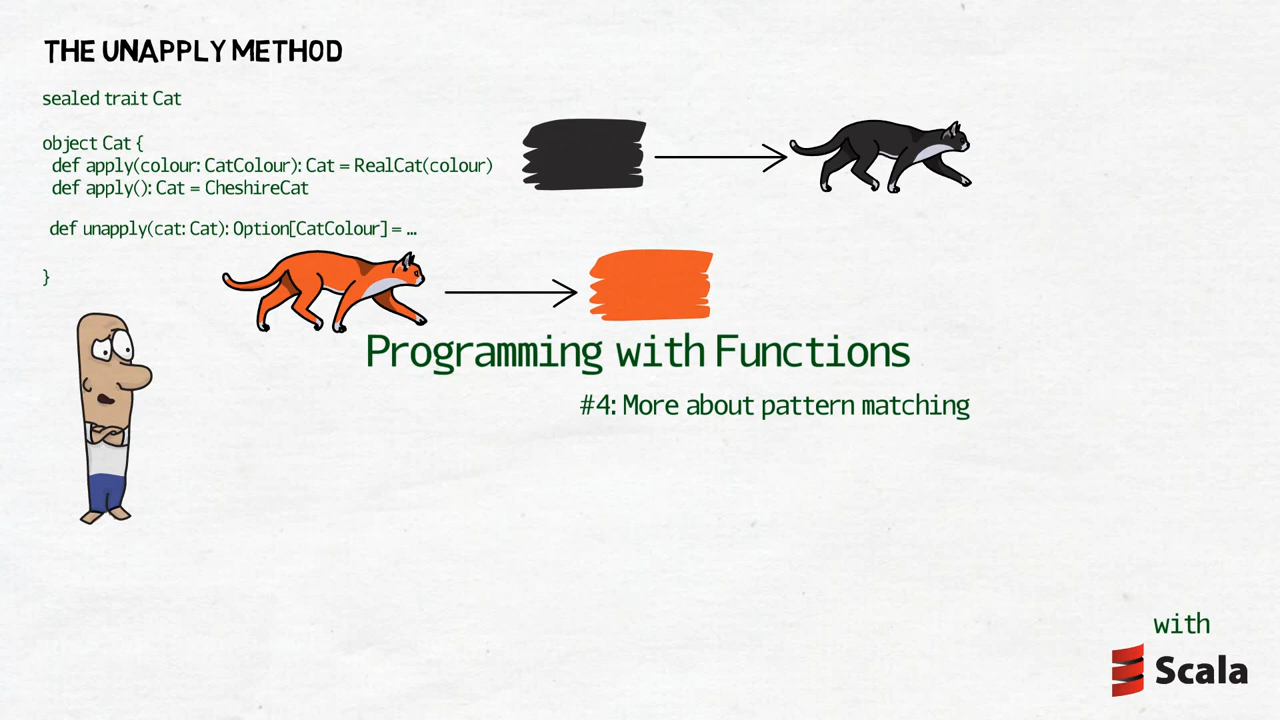 THE UNAPPLY METHOD
sealed trait Cat
object Cat {
def apply(colour: CatColour): Cat = RealCat(colour)
def apply(): Cat = CheshireCat
def unapply(cat: Cat): Option[CatColour] = …
}
Programming with Functions
#4: More about pattern matching
with
Scala